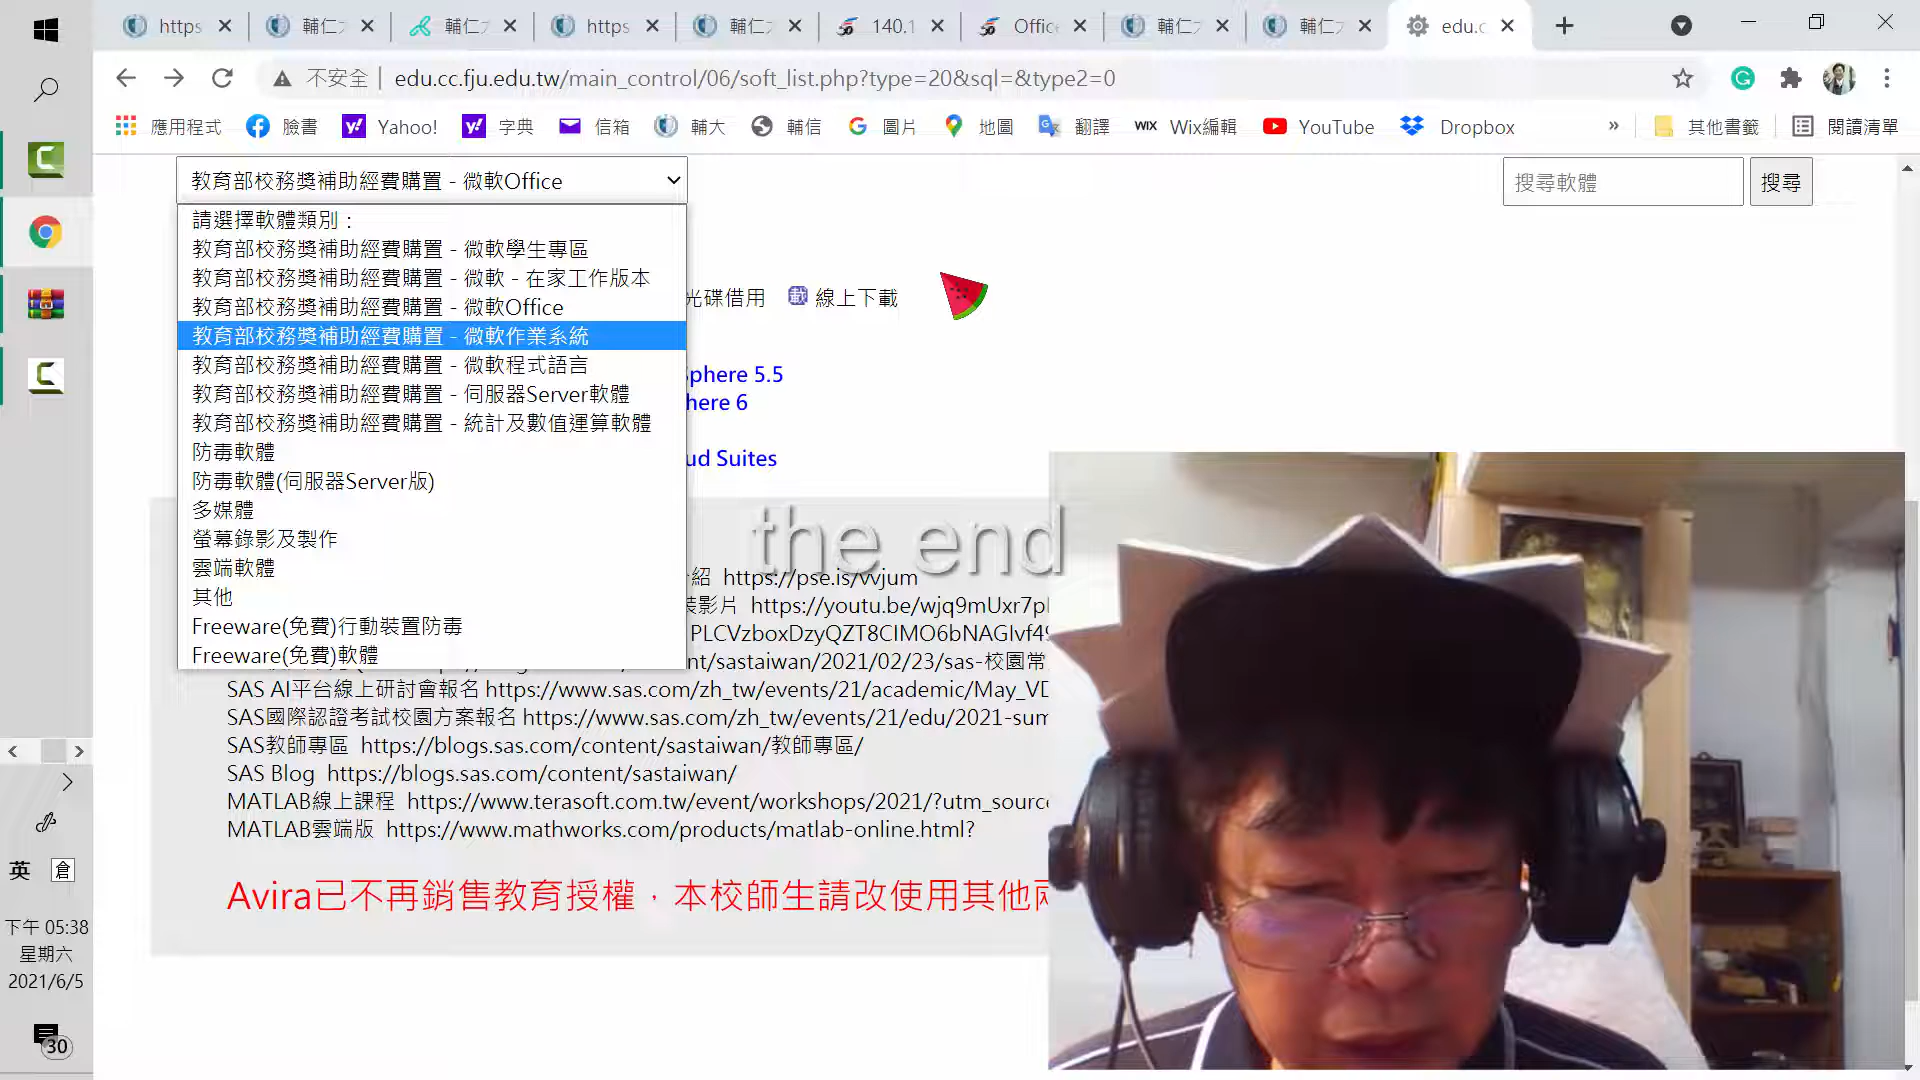 https
輔仁
輔仁
https
輔仁
140.1
Offic
輔仁
輔仁
edu.c
不安全
edu.cc.fju.edu.tw/main_control/06/soft_list.php?type=20&sql=&type2=0
應用程式
臉書
Yahoo!
字典
信箱
輔大
輔信
圖片
地圖
翻譯
WIX Wix編輯
YouTube
Dropbox
»
其他書籤
閱讀清單
教育部校務獎補助經費購置 - 微軟Office
搜尋軟體
搜尋
請選擇軟體類別：
教育部校務獎補助經費購置 - 微軟學生專區
教育部校務獎補助經費購置 - 微軟 - 在家工作版本
教育部校務獎補助經費購置 - 微軟Office
教育部校務獎補助經費購置 - 微軟作業系統
教育部校務獎補助經費購置 - 微軟程式語言
教育部校務獎補助經費購置 - 伺服器Server軟體
教育部校務獎補助經費購置 - 統計及數值運算軟體
防毒軟體
防毒軟體(伺服器Server版)
多媒體
螢幕錄影及製作
雲端軟體
其他
Freeware(免費)行動裝置防毒
Freeware(免費)軟體
光碟借用 載 線上下載
phere 5.5
here 6
ud Suites
the end
紹 https://pse.is/vvjum
裝影片 https://youtu.be/wjq9mUxr7p
PLCVzboxDzyQZT8CIMO6bNAGlvf49
nt/sastaiwan/2021/02/23/sas-校園常
SAS AI平台線上研討會報名 https://www.sas.com/zh_tw/events/21/academic/May_VD
SAS國際認證考試校園方案報名 https://www.sas.com/zh_tw/events/21/edu/2021-sum
SAS教師專區 https://blogs.sas.com/content/sastaiwan/教師專區/
SAS Blog https://blogs.sas.com/content/sastaiwan/
MATLAB線上課程 https://www.terasoft.com.tw/event/workshops/2021/?utm_source
MATLAB雲端版 https://www.mathworks.com/products/matlab-online.html?
Avira已不再銷售教育授權，本校師生請改使用其他兩
英 倉
下午 05:38
星期六
2021/6/5
30